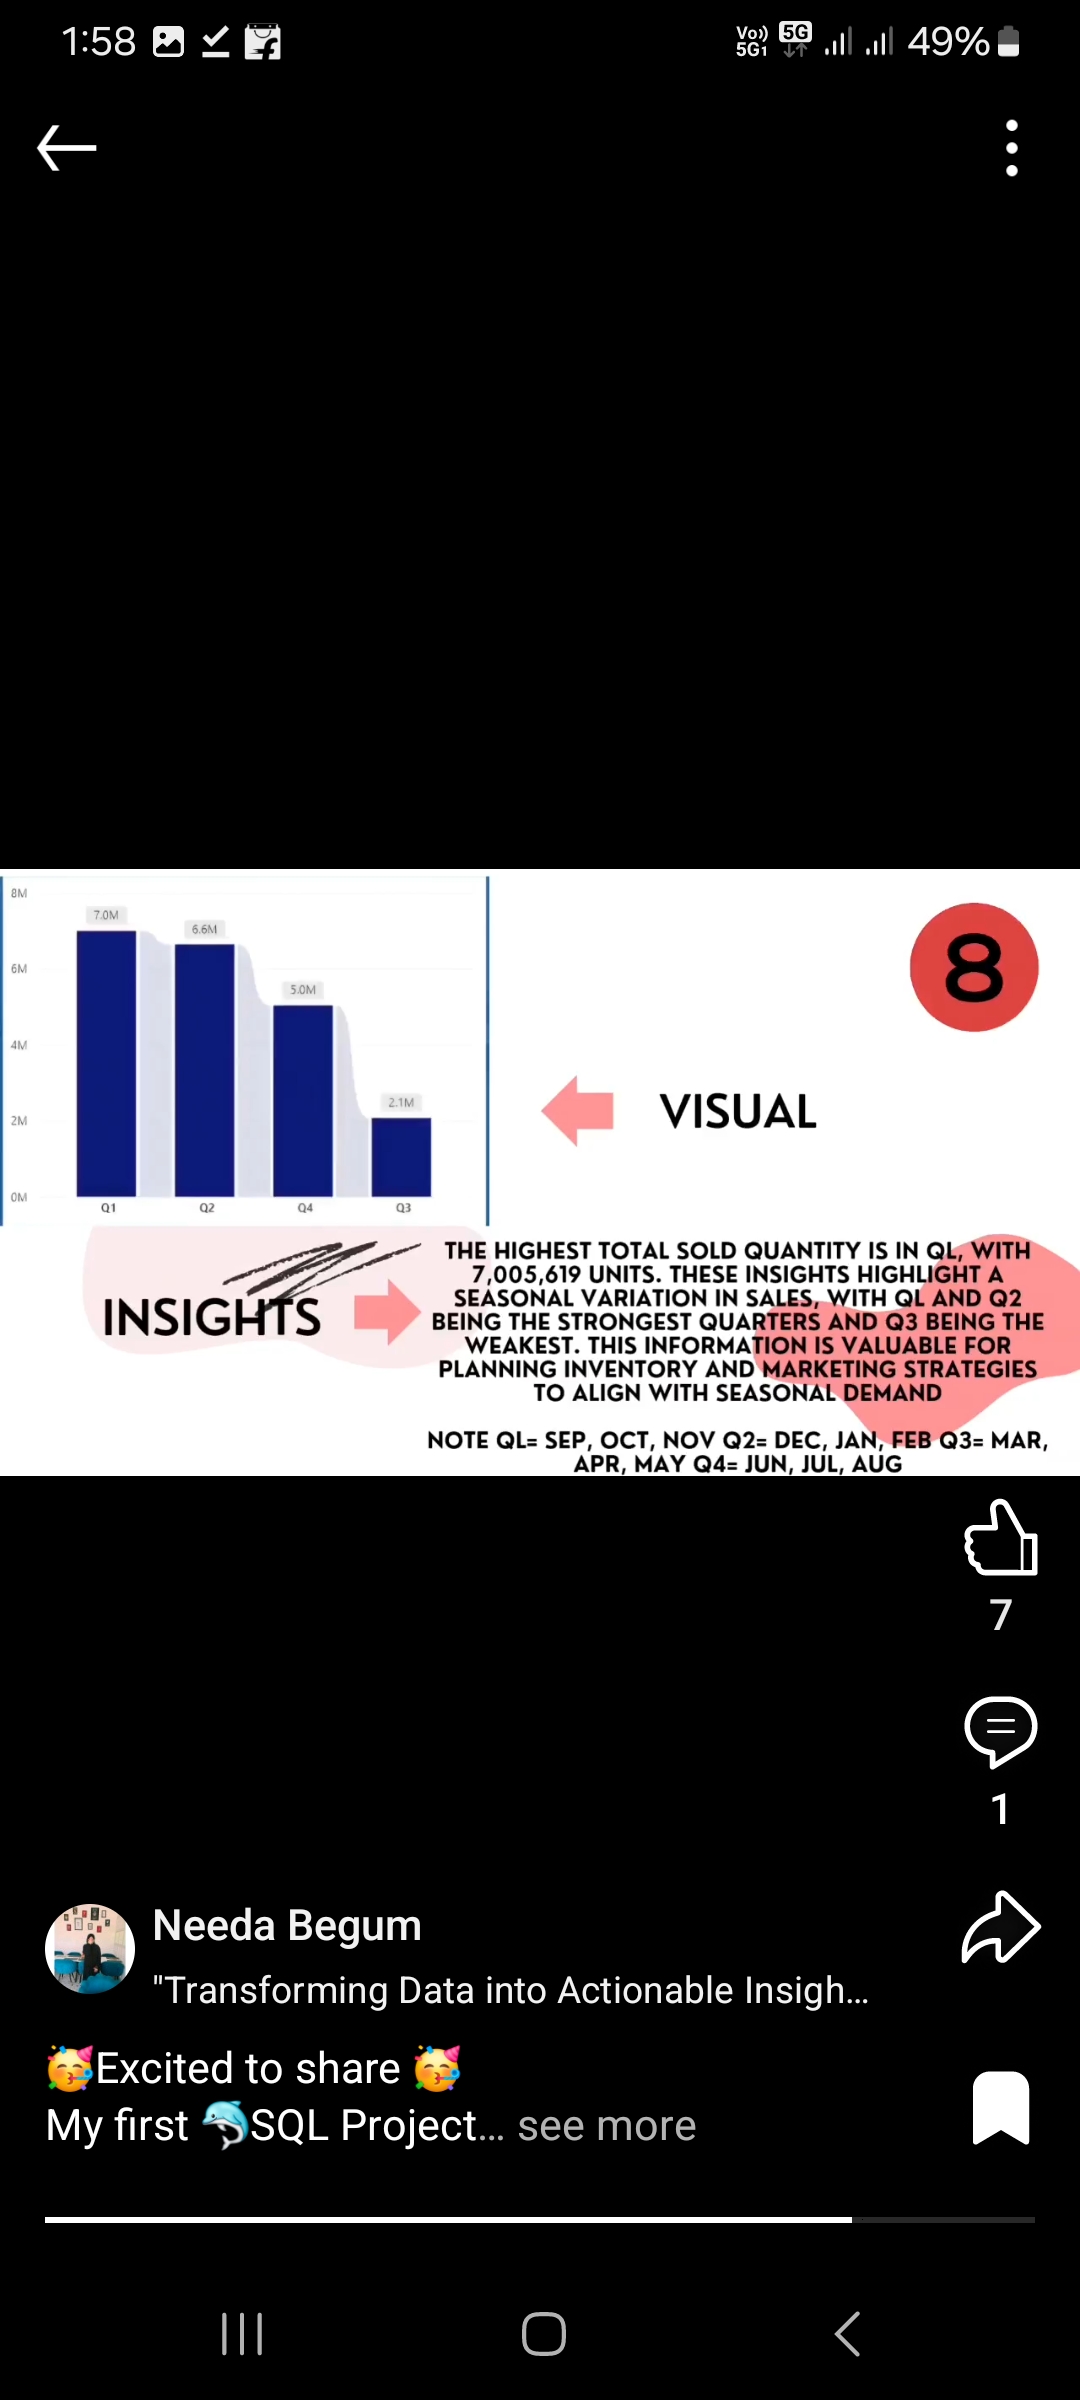 1:58
Vo)) 5G1 5G 49%
8M
6M
4M
2M
0M
7.0M
6.6M
5.0M
2.1M
Q1 Q2 Q4 Q3
8
VISUAL
INSIGHTS
THE HIGHEST TOTAL SOLD QUANTITY IS IN QL, WITH
7,005,619 UNITS. THESE INSIGHTS HIGHLIGHT A
SEASONAL VARIATION IN SALES, WITH QL AND Q2
BEING THE STRONGEST QUARTERS AND Q3 BEING THE
WEAKEST. THIS INFORMATION IS VALUABLE FOR
PLANNING INVENTORY AND MARKETING STRATEGIES
TO ALIGN WITH SEASONAL DEMAND
NOTE QL= SEP, OCT, NOV Q2= DEC, JAN, FEB Q3= MAR,
APR, MAY Q4= JUN, JUL, AUG
7
1
Needa Begum
"Transforming Data into Actionable Insigh...
🥳Excited to share 🥳
My first 🐬SQL Project... see more